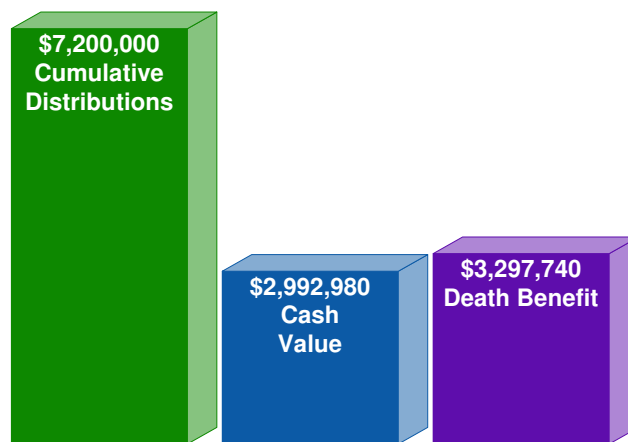 $7,200,000
Cumulative
Distributions
$2,992,980
Cash
Value
$3,297,740
Death Benefit